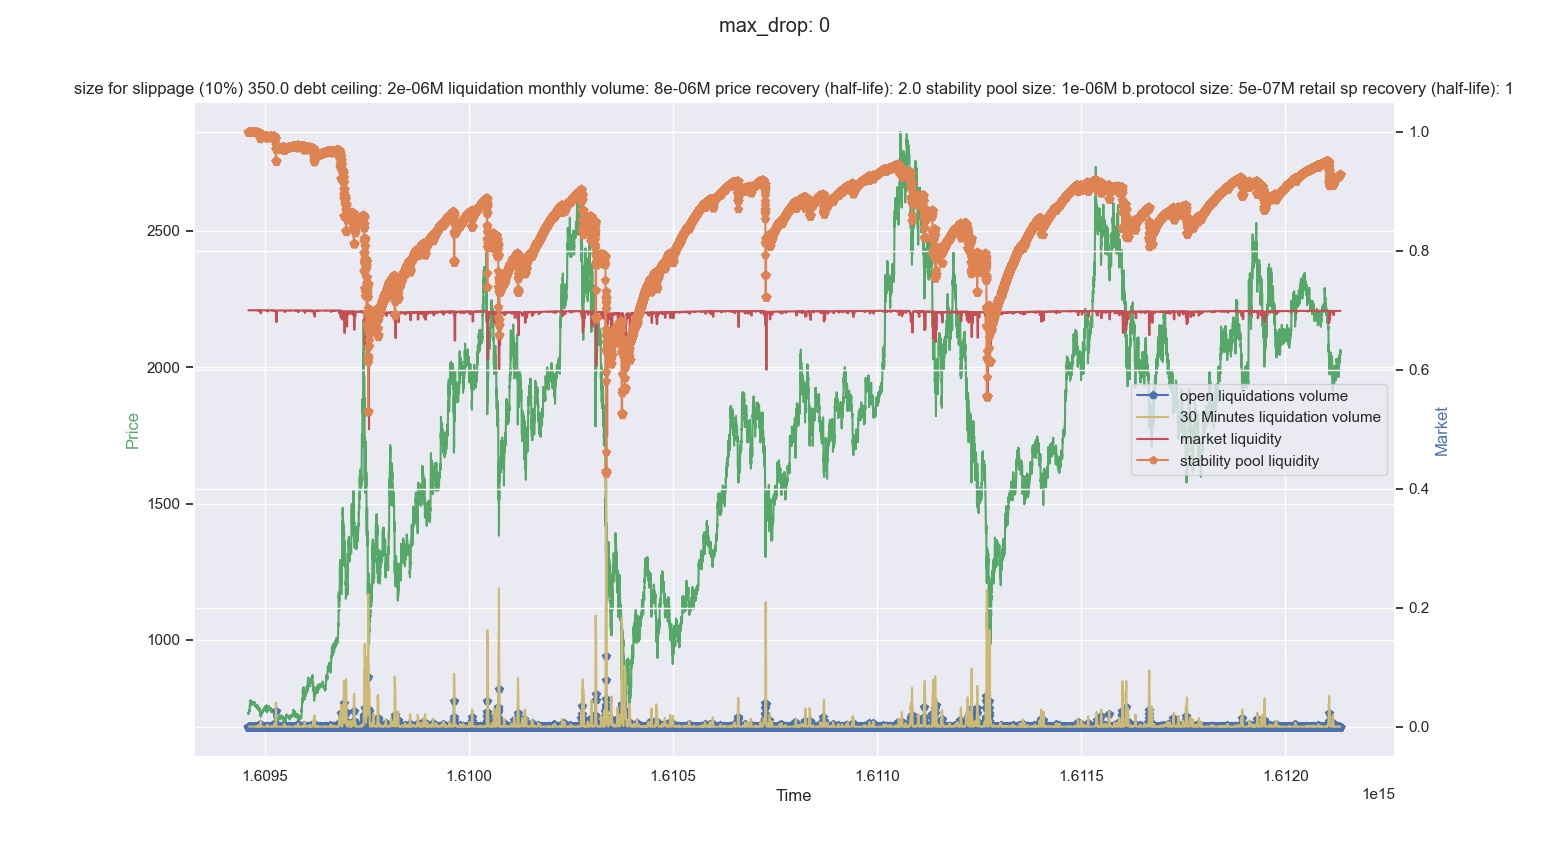 max_drop: 0
size for slippage (10%) 350.0 debt ceiling: 2e-06M liquidation monthly volume: 8e-06M price recovery (half-life): 2.0 stability pool size: 1e-06M b.protocol size: 5e-07M retail sp recovery (half-life): 1
1.0
2500
0.8
2000
0.6
open liquidations volume
30 Minutes liquidation volume
market liquidity
stability pool liquidity
Price
Market
1500
0.4
1000
0.2
0.0
1.6095 1.6100 1.6105 1.6110 1.6115 1.6120
Time
1e15